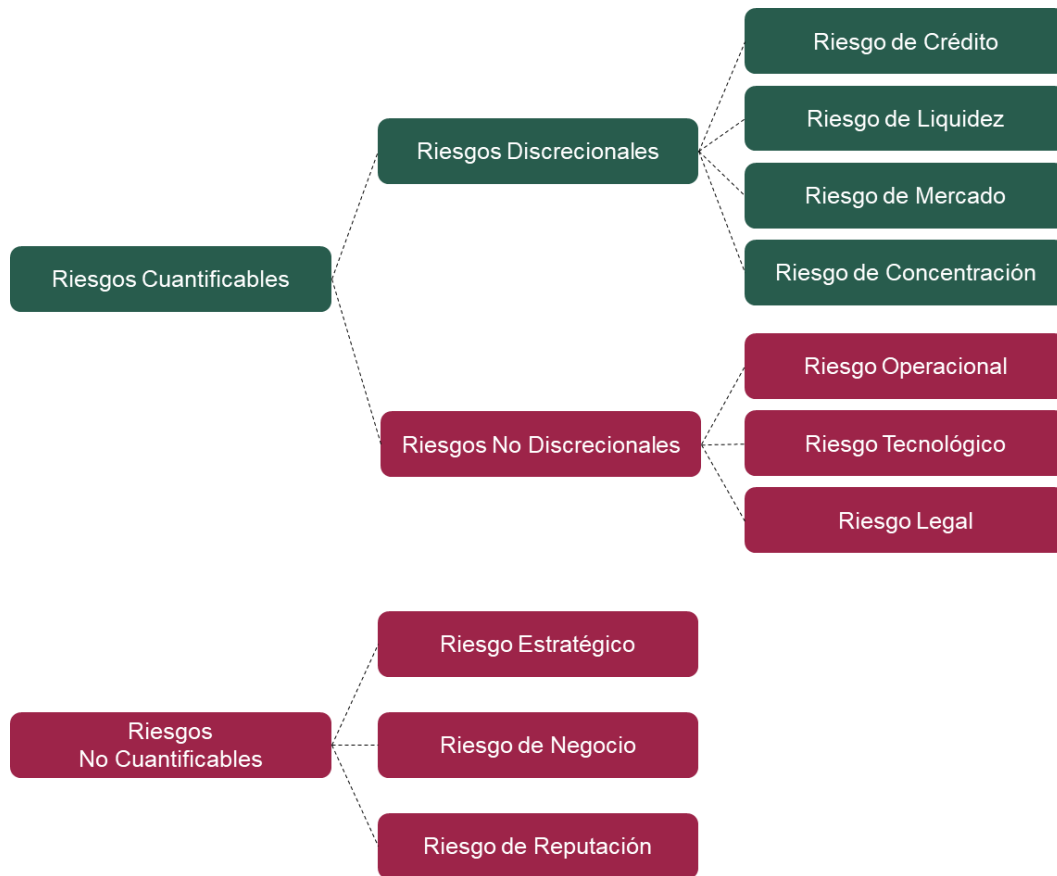 Riesgo de Crédito
Riesgo de Liquidez
Riesgos Discrecionales
Riesgo de Mercado
Riesgos Cuantificables
Riesgo de Concentración
Riesgo Operacional
Riesgos No Discrecionales
Riesgo Tecnológico
Riesgo Legal
Riesgo Estratégico
Riesgos
No Cuantificables
Riesgo de Negocio
Riesgo de Reputación